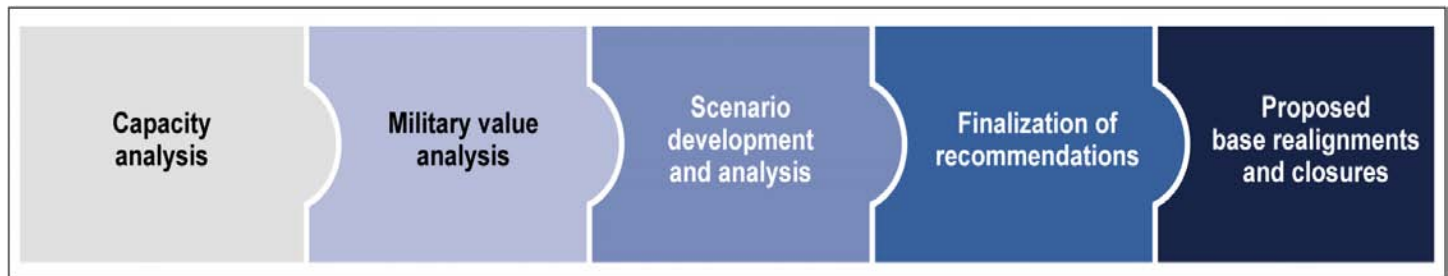 Capacity
analysis
Military value
analysis
Scenario
development
and analysis
Finalization of
recommendations
Proposed
base realignments
and closures